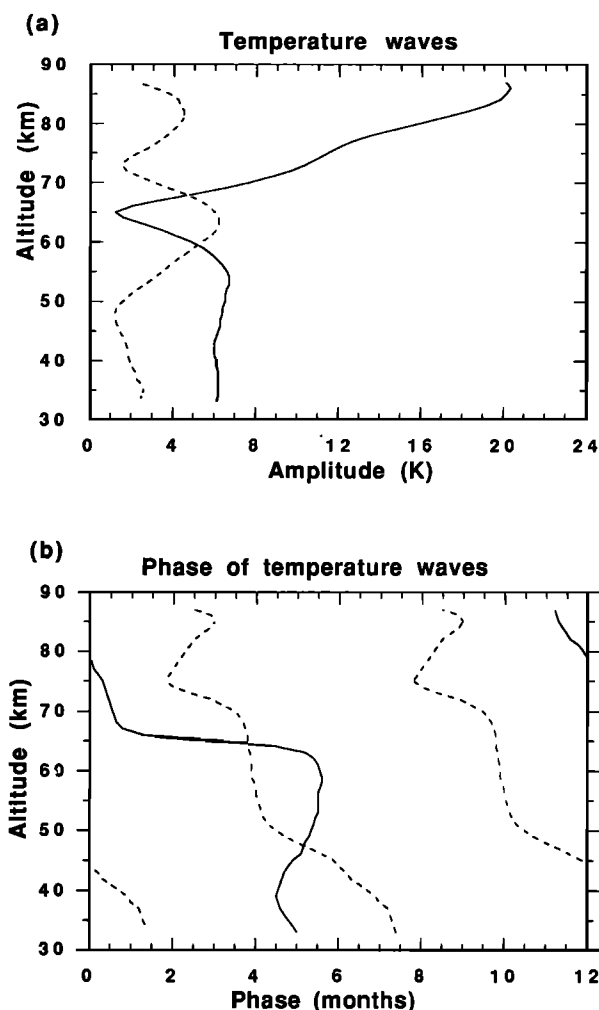 (a)
Temperature waves
90
80
70
60
50
40
30
Altitude (km)
0 4 8 12 16 20 24
Amplitude (K)
(b)
Phase of temperature waves
90
80
69
50
40
30
Altitude (km)
0 2 4 6 8 10 12
Phase (months)